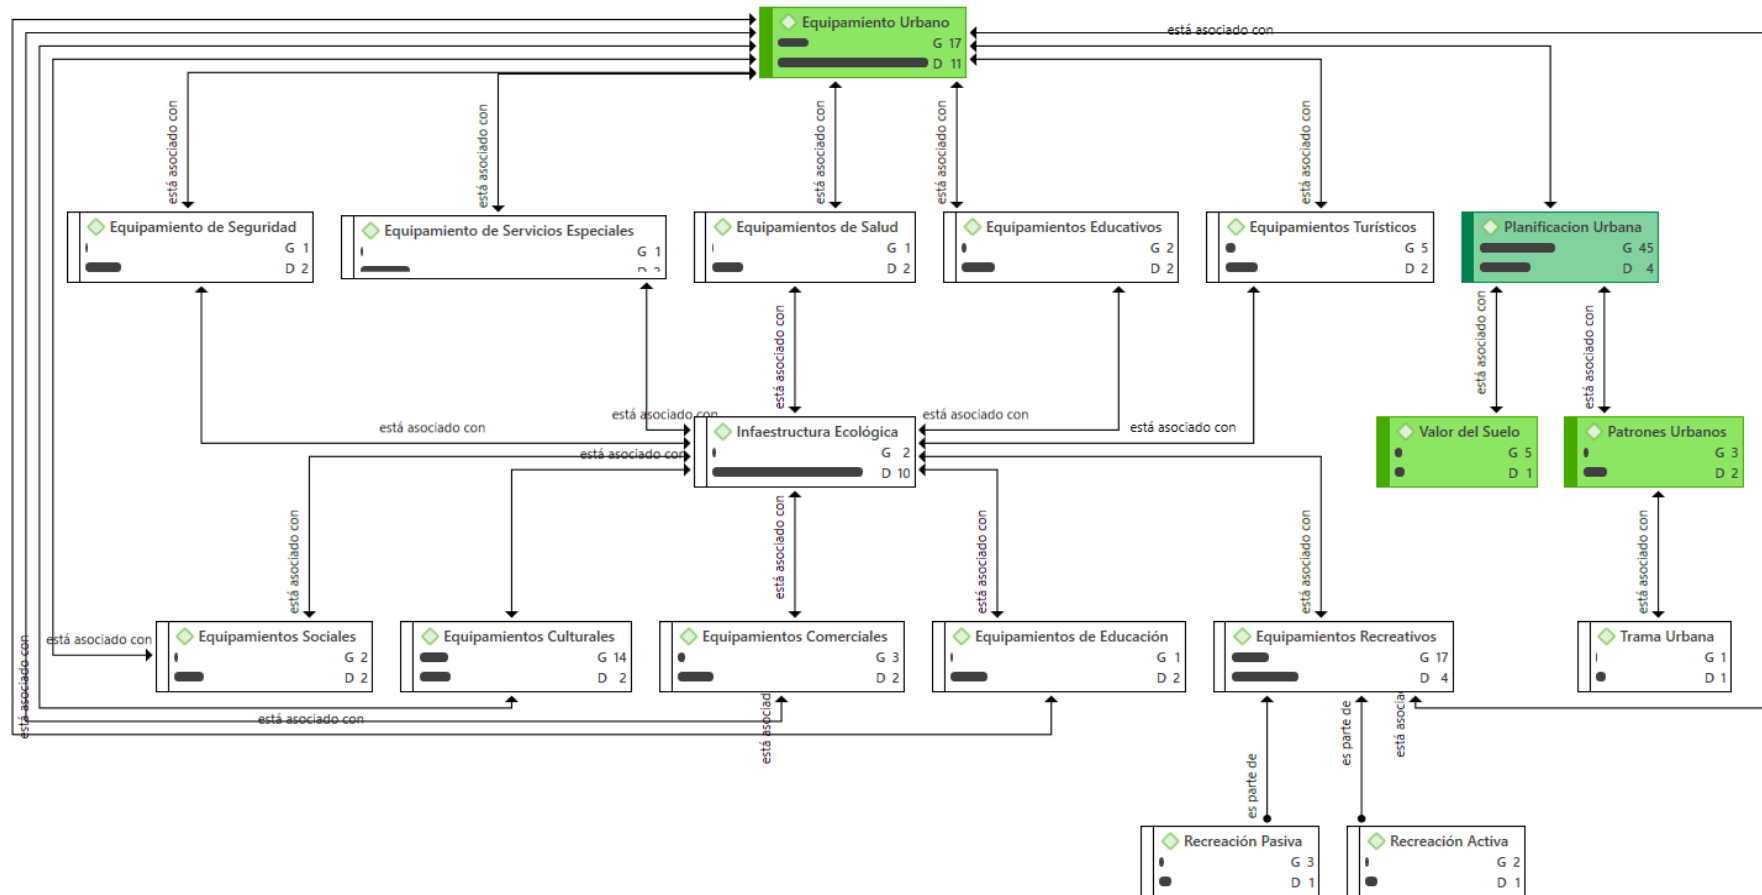 Equipamiento Urbano
G 17
D 11
está asociado con
está asociado con
está asociado con
está asociado con
está asociado con
está asociado con
Equipamiento de Seguridad
G 1
D 2
Equipamiento de Servicios Especiales
G 1
Equipamientos de Salud
G 1
D 2
Equipamientos Educativos
G 2
D 2
Equipamientos Turísticos
G 5
D 2
Planificacion Urbana
G 45
D 4
está asociado con
está asociado con
está asociado con
está asociado con
está asociado con
está asociado con
está asociado con
está asociado con
Infaestructura Ecológica
G 2
D 10
Valor del Suelo
G 5
D 1
Patrones Urbanos
G 3
D 2
está asociado con
está asociado con
está asociado con
está asociado con
está asociado con
está asociado con
Equipamientos Sociales
G 2
D 2
Equipamientos Culturales
G 14
D 2
Equipamientos Comerciales
G 3
D 2
Equipamientos de Educación
G 1
D 2
Equipamientos Recreativos
G 17
D 4
Trama Urbana
G 1
D 1
está asociado con
está asociado con
está asociado con
está asociad
está asocia
es parte de
es parte de
Recreación Pasiva
G 3
D 1
Recreación Activa
G 2
D 1